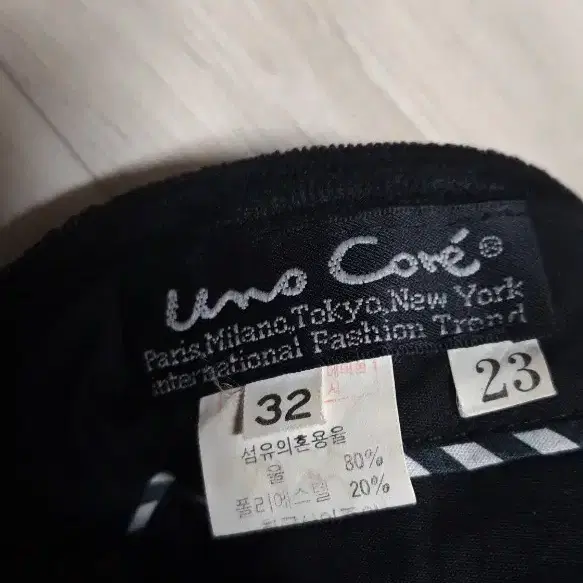 uno Coré®
Paris,Milano,Tokyo,New York
International Fashion Trend
32
23
섬유의혼용율
울 80%
폴리에스텔 20%